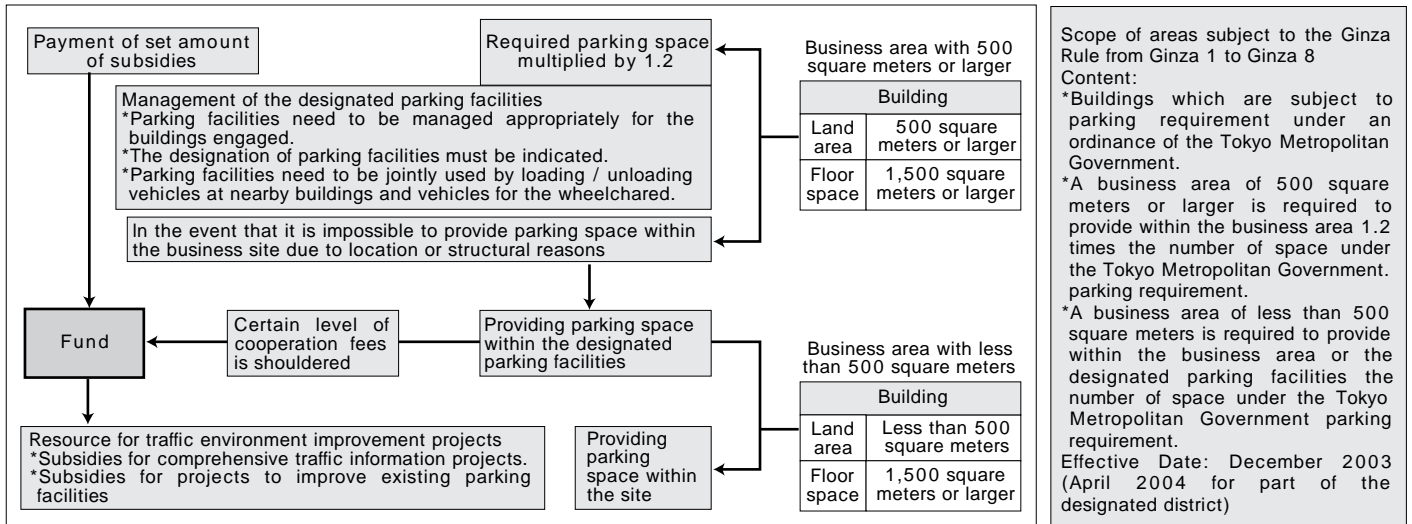 Payment of set amount
of subsidies
Required parking space
multiplied by 1.2
Management of the designated parking facilities
*Parking facilities need to be managed appropriately for the
buildings engaged.
*The designation of parking facilities must be indicated.
*Parking facilities need to be jointly used by loading / unloading
vehicles at nearby buildings and vehicles for the wheelchared.
In the event that it is impossible to provide parking space within
the business site due to location or structural reasons
Business area with 500
square meters or larger
Building
Land
area
500 square
meters or larger
Floor
space
1,500 square
meters or larger
Fund
Certain level of
cooperation fees
is shouldered
Providing parking space
within the designated
parking facilities
Business area with less
than 500 square meters
Building
Land
area
Less than 500
square meters
Floor
space
1,500 square
meters or larger
Resource for traffic environment improvement projects
*Subsidies for comprehensive traffic information projects.
*Subsidies for projects to improve existing parking
facilities
Providing
parking
space within
the site
Scope of areas subject to the Ginza
Rule from Ginza 1 to Ginza 8
Content:
*Buildings which are subject to
parking requirement under an
ordinance of the Tokyo Metropolitan
Government.
*A business area of 500 square
meters or larger is required to
provide within the business area 1.2
times the number of space under
the Tokyo Metropolitan Government.
parking requirement.
*A business area of less than 500
square meters is required to provide
within the business area or the
designated parking facilities the
number of space under the Tokyo
Metropolitan Government parking
requirement.
Effective Date: December 2003
(April 2004 for part of the
designated district)